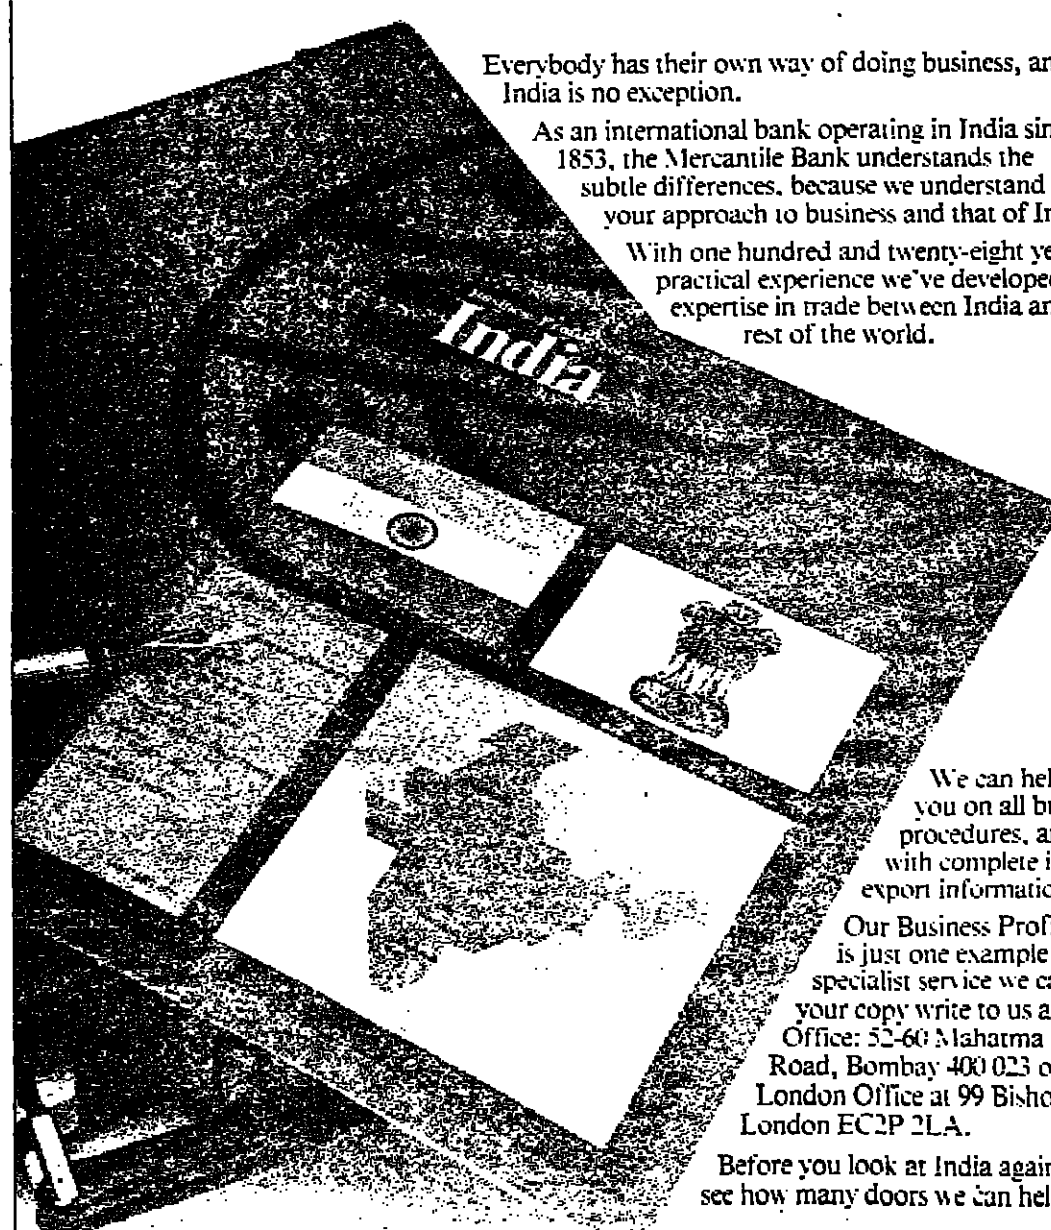 Everybody has their own way of doing business, an
India is no exception.
As an international bank operating in India sin
1853, the Mercantile Bank understands the
subtle differences, because we understand
your approach to business and that of In
With one hundred and twenty-eight ye
practical experience we've developed
expertise in trade between India an
rest of the world.
India
We can hel
you on all bu
procedures, a
with complete i
export informatio
Our Business Prof
is just one example
specialist service we ca
your copy write to us a
Office: 52-60 Mahatma
Road, Bombay 400 023 o
London Office at 99 Bisho
London EC2P 2LA.
Before you look at India again
see how many doors we can hel